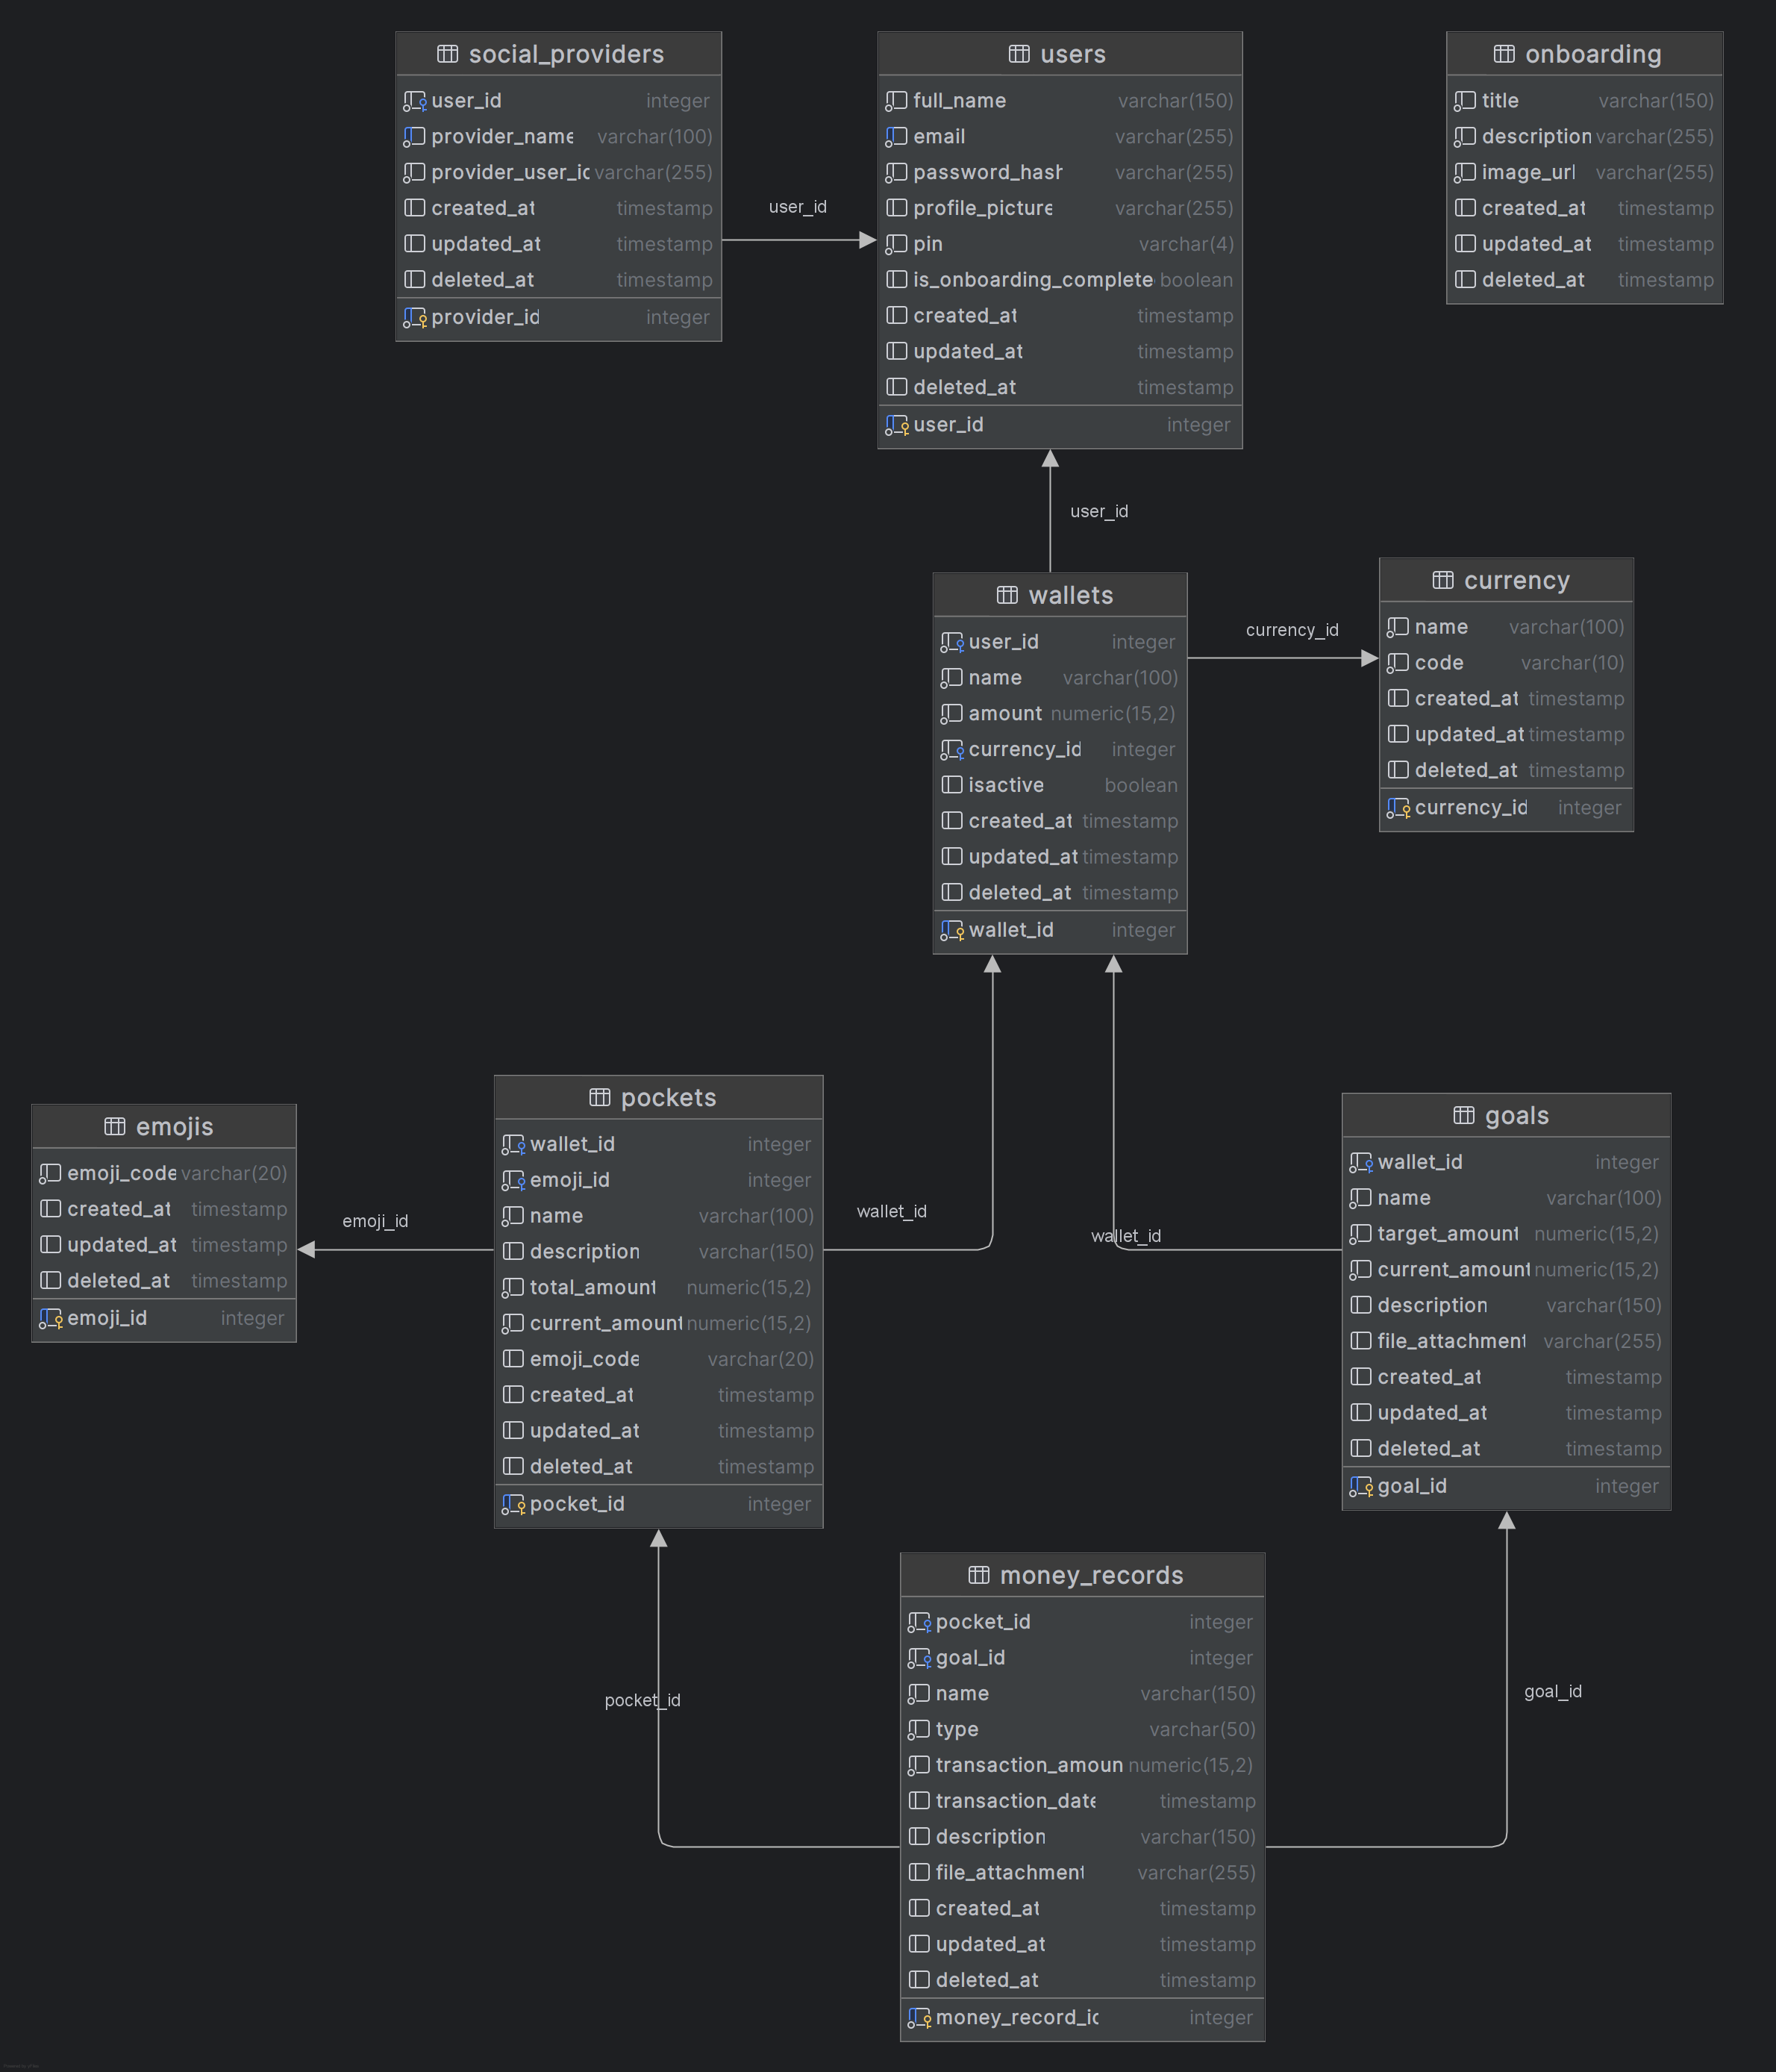 social_providers
user_id integer
provider_name varchar(100)
provider_user_id varchar(255)
created_at timestamp
updated_at timestamp
deleted_at timestamp
provider_id integer
user_id
users
full_name varchar(150)
email varchar(255)
password_hash varchar(255)
profile_picture varchar(255)
pin varchar(4)
is_onboarding_complete boolean
created_at timestamp
updated_at timestamp
deleted_at timestamp
user_id integer
onboarding
title varchar(150)
description varchar(255)
image_url varchar(255)
created_at timestamp
updated_at timestamp
deleted_at timestamp
user_id
wallets
user_id integer
name varchar(100)
amount numeric(15,2)
currency_id integer
isactive boolean
created_at timestamp
updated_at timestamp
deleted_at timestamp
wallet_id integer
currency_id
currency
name varchar(100)
code varchar(10)
created_at timestamp
updated_at timestamp
deleted_at timestamp
currency_id integer
emojis
emoji_code varchar(20)
created_at timestamp
updated_at timestamp
deleted_at timestamp
emoji_id integer
emoji_id
pockets
wallet_id integer
emoji_id integer
name varchar(100)
description varchar(150)
total_amount numeric(15,2)
current_amount numeric(15,2)
emoji_code varchar(20)
created_at timestamp
updated_at timestamp
deleted_at timestamp
pocket_id integer
wallet_id
wallet_id
goals
wallet_id integer
name varchar(100)
target_amount numeric(15,2)
current_amount numeric(15,2)
description varchar(150)
file_attachment varchar(255)
created_at timestamp
updated_at timestamp
deleted_at timestamp
goal_id integer
pocket_id
money_records
pocket_id integer
goal_id integer
name varchar(150)
type varchar(50)
transaction_amoun numeric(15,2)
transaction_date timestamp
description varchar(150)
file_attachment varchar(255)
created_at timestamp
updated_at timestamp
deleted_at timestamp
money_record_id integer
goal_id